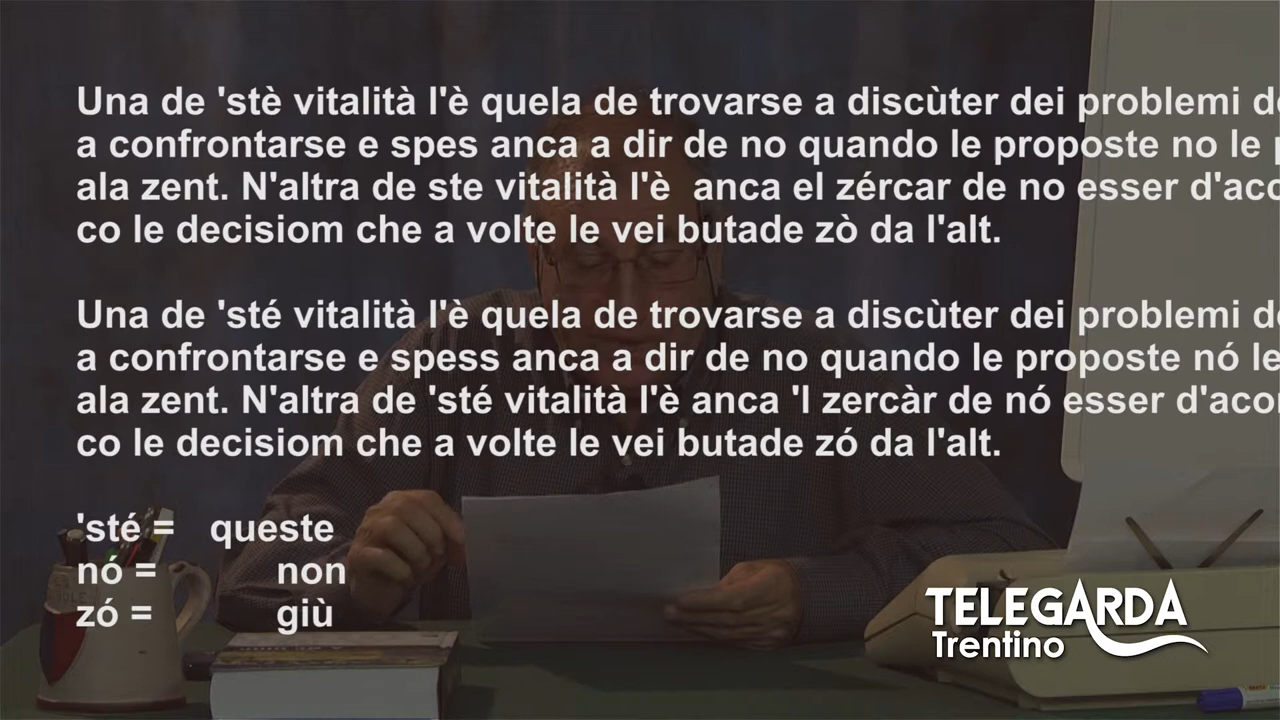 Una de 'stè vitalità l'è quela de trovarse a discùter dei problemi
a confrontarse e spes anca a dir de no quando le proposte no le
ala zent. N'altra de ste vitalità l'è anca el zércar de no esser
co le decisiom che a volte le vei butade zò da l'alt.
Una de 'sté vitalità l'è quela de trovarse a discùter dei problemi
a confrontarse e spess anca a dir de no quando le proposte nó le
ala zent. N'altra de 'sté vitalità l'è anca 'l zercàr de nó esser
co le decisiom che a volte le vei butade zó da l'alt.
'sté = queste
nó = non
zó = giù
TELEGARDA
Trentino